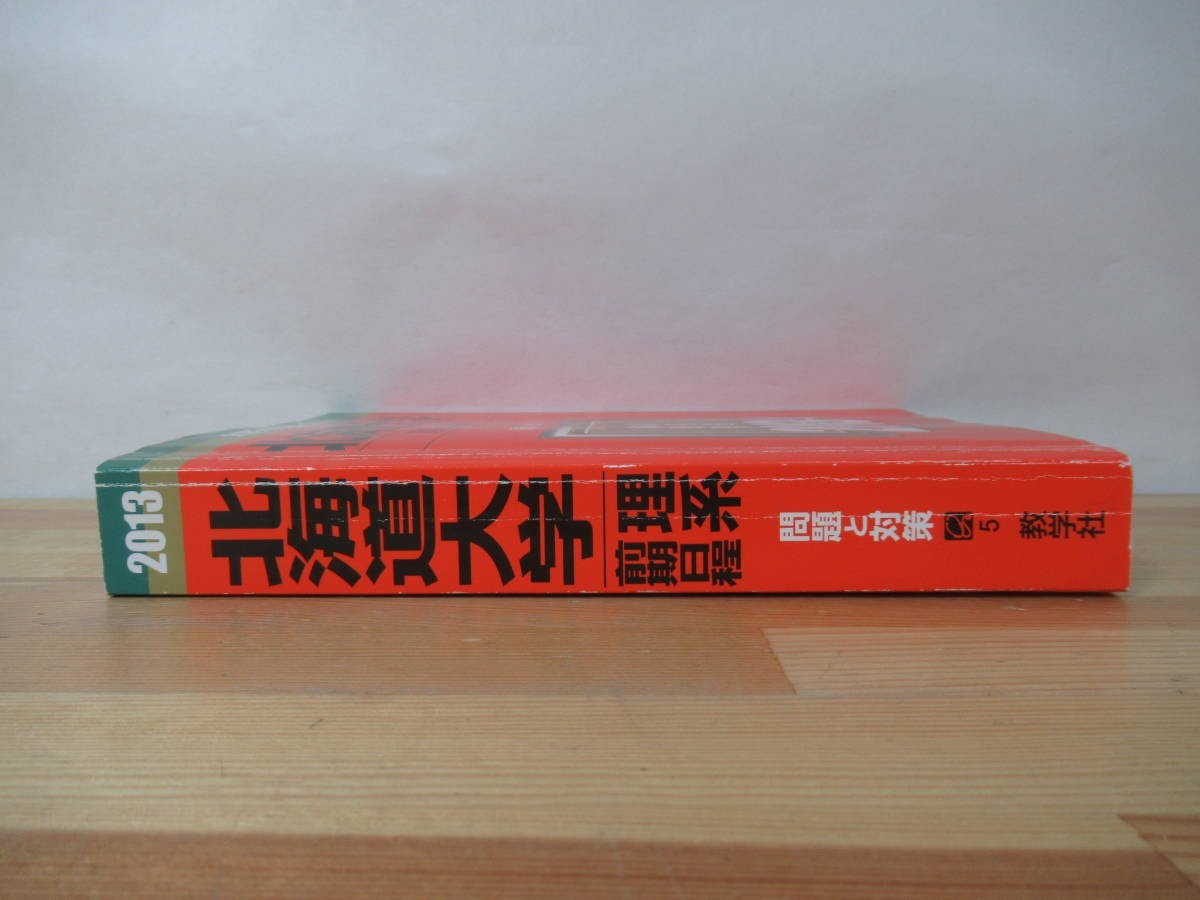 2013
北海道大学
理系
前期日程
問題と対策
5
教学社